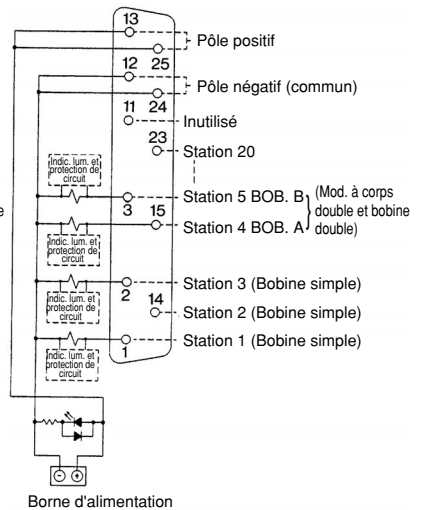 13
Pôle positif
12 25
Pôle négatif (commun)
24
11
Inutilisé
23
Station 20
Indic. lum. et
protection de
circuit
Station 5 BOB. B
(Mod. à corps
double et bobine
double)
3 15
e
Station 4 BOB. A
Indic. lum. et
protection de
circuit
Station 3 (Bobine simple)
2
14
Indic. lum. et
protection de
circuit
Station 2 (Bobine simple)
Station 1 (Bobine simple)
1
Indic. lum. et
protection de
circuit
- +
Borne d'alimentation